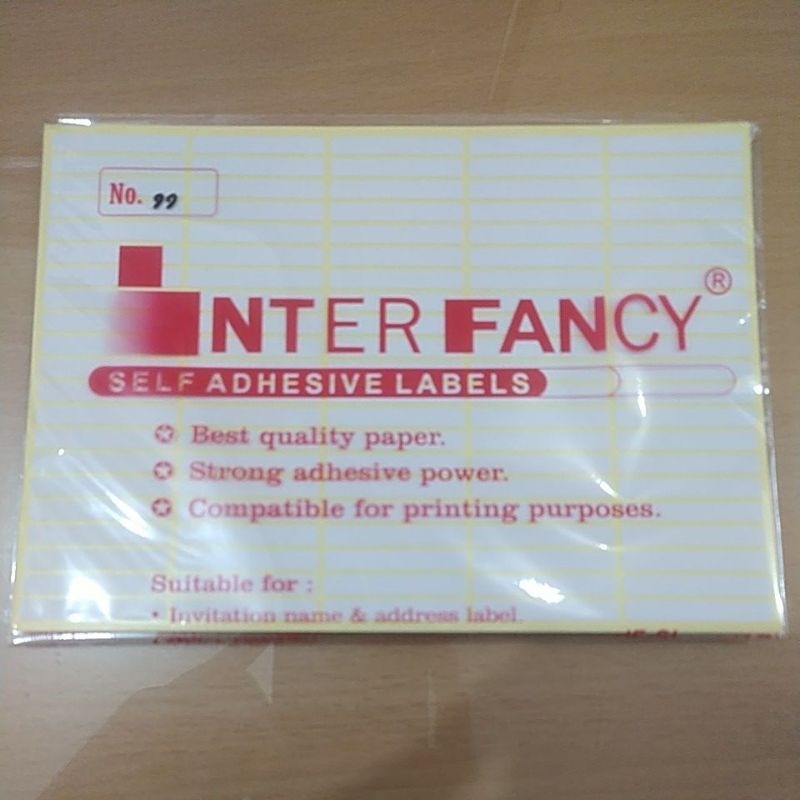 No. 99
INTER FANCY®
SELF ADHESIVE LABELS
✪ Best quality paper.
✪ Strong adhesive power.
✪ Compatible for printing purposes.
Suitable for :
• Invitation name & address label.